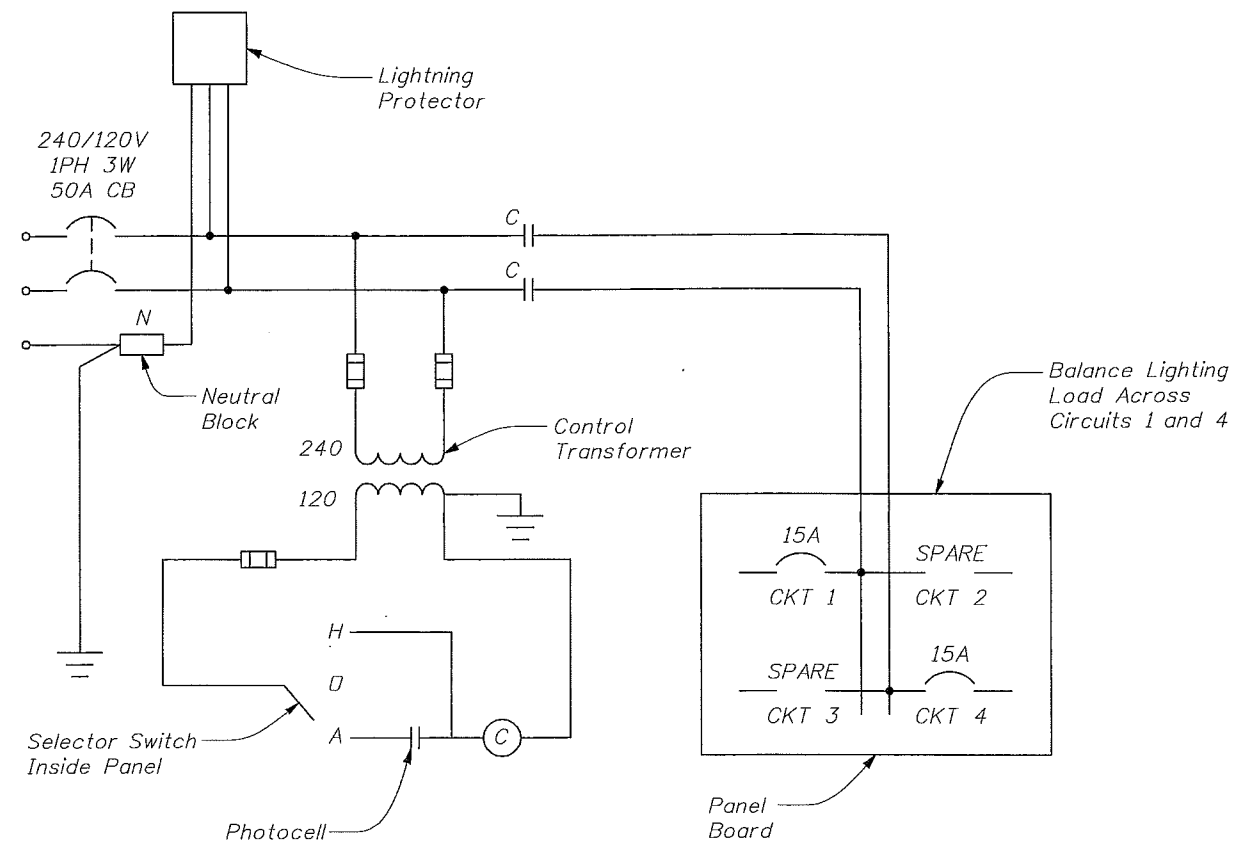 Lightning
Protector
240/120V
1PH 3W
50A CB
C
C
N
Neutral
Block
Balance Lighting
Load Across
Circuits 1 and 4
Control
Transformer
240
120
15A
SPARE
CKT 1
CKT 2
H
O
A
C
SPARE
15A
CKT 3
CKT 4
Selector Switch
Inside Panel
Photocell
Panel
Board